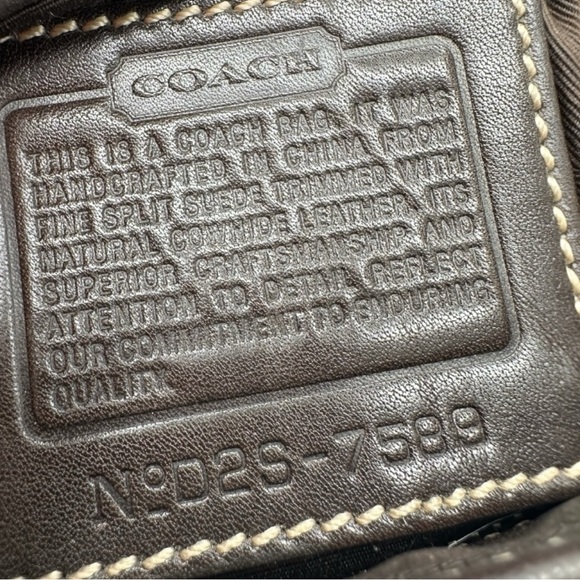 COACH
THIS IS A COACH BAG. IT WAS
HANDCRAFTED IN CHINA FROM
FINE SPLIT SUEDE TRIMMED WITH
NATURAL COWHIDE LEATHER. ITS
SUPERIOR CRAFTSMANSHIP AND
ATTENTION TO DETAIL REFLECT
OUR COMMITMENT TO ENDURING
QUALITY.
Nº D2S-7589